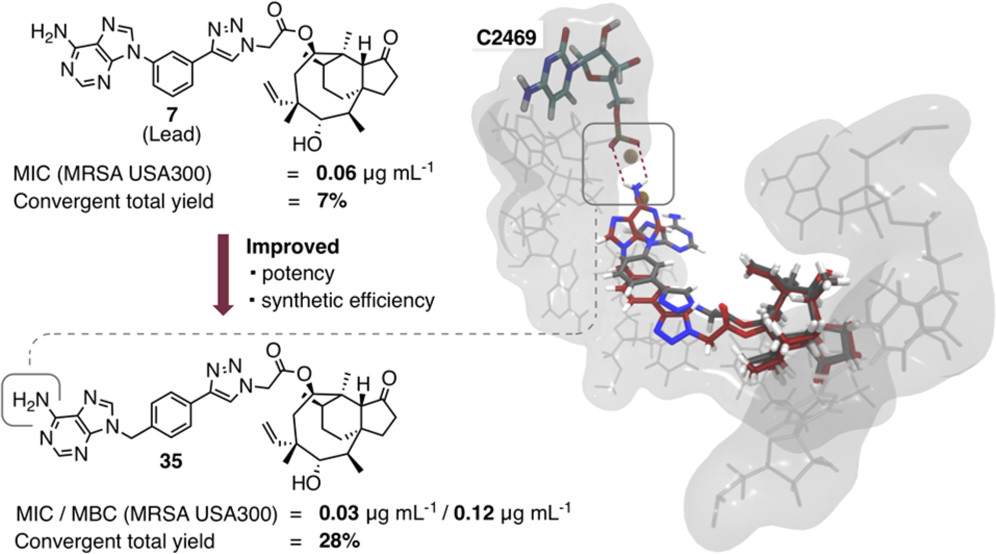 H₂N
N
N
N
N
N
N=N
N
O
O
H
O
HO
7
(Lead)
MIC (MRSA USA300) = 0.06 µg mL⁻¹
Convergent total yield = 7%
Improved
▪ potency
▪ synthetic efficiency
H₂N
N
N
N
N
N=N
N
O
O
H
O
HO
35
MIC / MBC (MRSA USA300) = 0.03 µg mL⁻¹ / 0.12 µg mL⁻¹
Convergent total yield = 28%
C2469